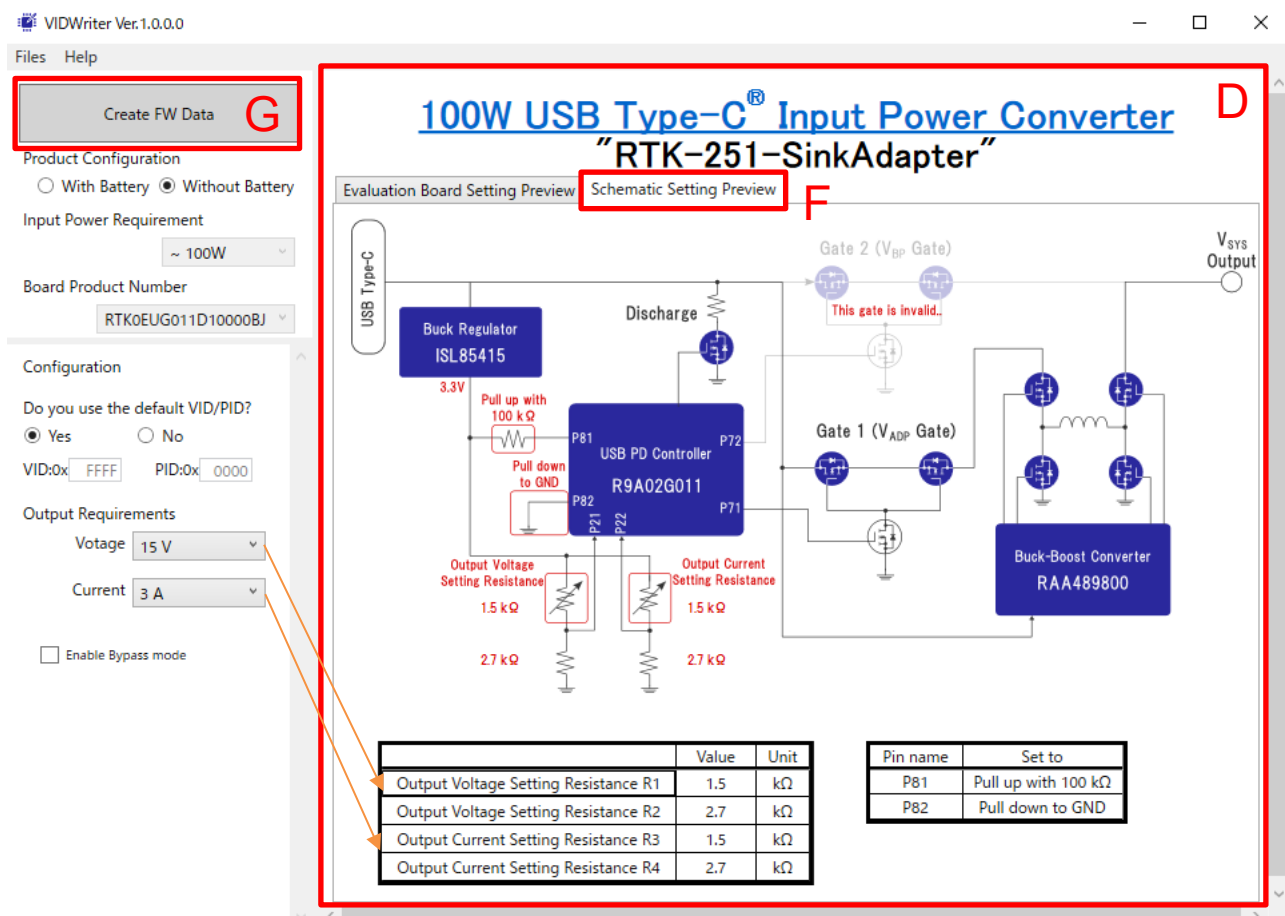 VIDWriter Ver.1.0.0.0
Files Help
Create FW Data G
Product Configuration
With Battery Without Battery
Input Power Requirement
~ 100W
Board Product Number
RTK0EUG011D10000BJ
Configuration
Do you use the default VID/PID?
Yes No
VID:0x FFFF PID:0x 0000
Output Requirements
Votage 15 V
Current 3 A
Enable Bypass mode
D
100W USB Type-C® Input Power Converter
"RTK-251-SinkAdapter"
Evaluation Board Setting Preview Schematic Setting Preview
F
USB Type-C
Buck Regulator
ISL85415
3.3V
Pull up with
100 kΩ
Pull down
to GND
Discharge
P81
P82
P21
P22
P72
P71
USB PD Controller
R9A02G011
Gate 2 (VBP Gate)
This gate is invalid..
Gate 1 (VADP Gate)
VSYS
Output
Buck-Boost Converter
RAA489800
Output Voltage
Setting Resistance
1.5 kΩ
2.7 kΩ
Output Current
Setting Resistance
1.5 kΩ
2.7 kΩ
Value Unit
Output Voltage Setting Resistance R1 1.5 kΩ
Output Voltage Setting Resistance R2 2.7 kΩ
Output Current Setting Resistance R3 1.5 kΩ
Output Current Setting Resistance R4 2.7 kΩ
Pin name Set to
P81 Pull up with 100 kΩ
P82 Pull down to GND